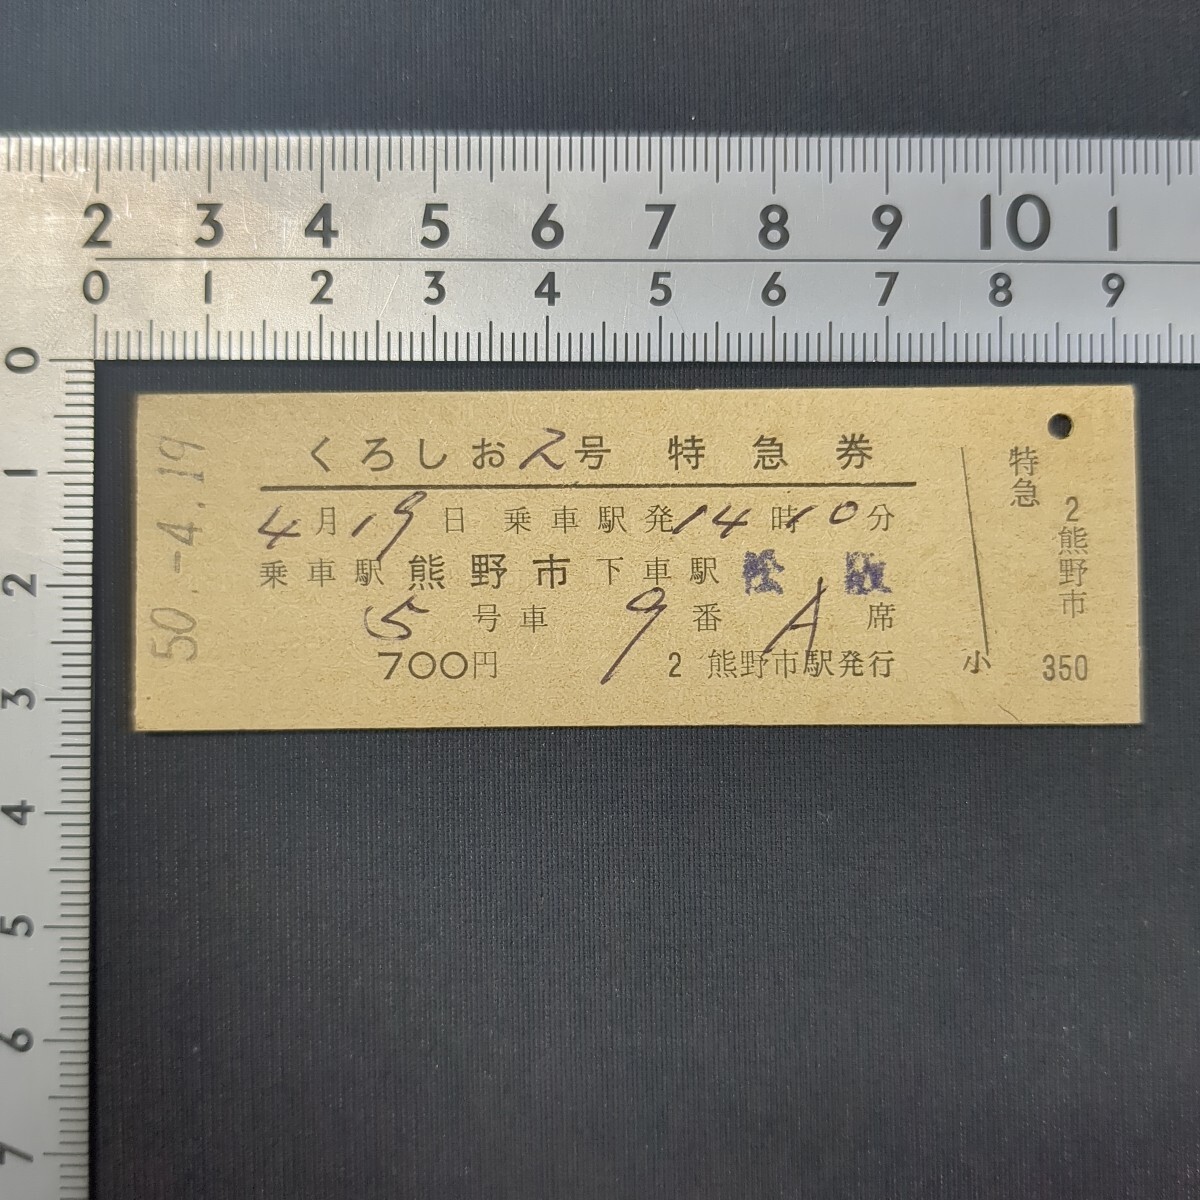 2 3 4 5 6 7 8 9 10 1
0 1 2 3 4 5 6 7 8 9
0
1
2
3
4
5
6
7
50.-4.19
くろしお2号 特急券
4月19日 乗車駅発14時10分
乗車駅 熊野市 下車駅 松阪
5号車 9番 A席
700円 2 熊野市駅発行
小
特急
2熊野市
350